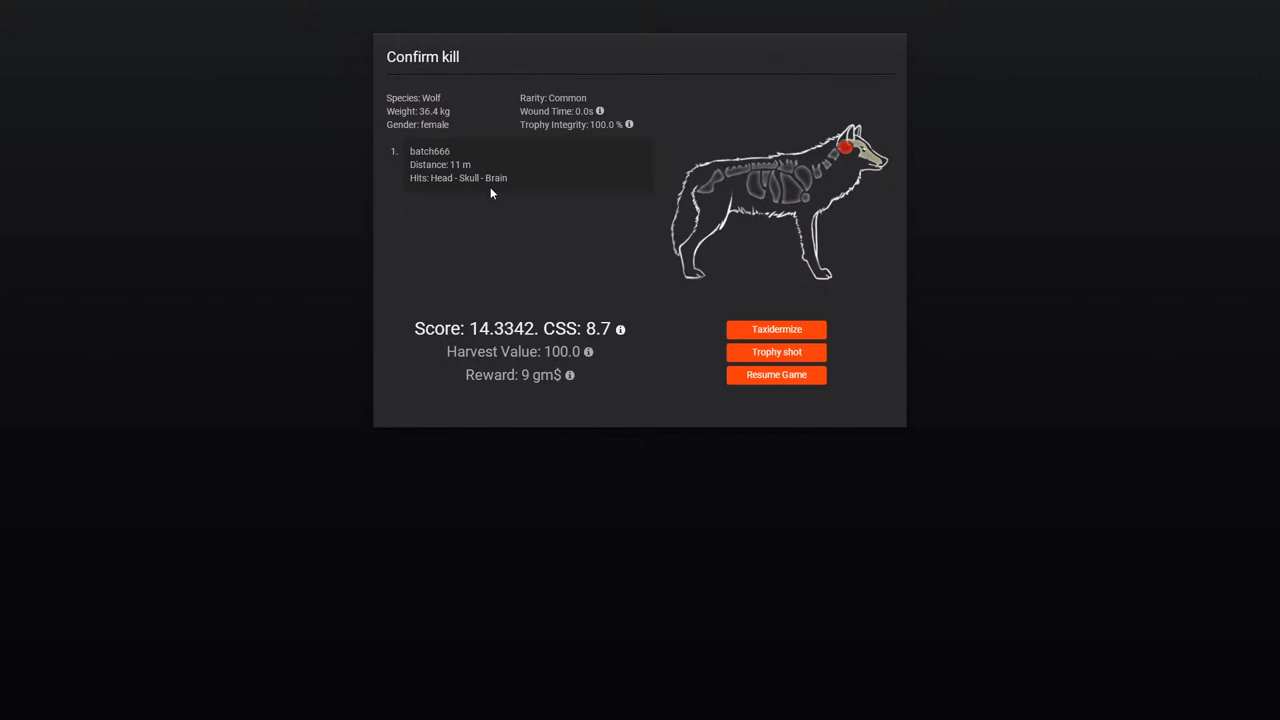 Confirm kill
Species: Wolf
Weight: 36.4 kg
Gender: female
Rarity: Common
Wound Time: 0.0s
Trophy Integrity: 100.0 %
1. batch666
Distance: 11 m
Hits: Head - Skull - Brain
Score: 14.3342. CSS: 8.7
Harvest Value: 100.0
Reward: 9 gm$
Taxidermize
Trophy shot
Resume Game